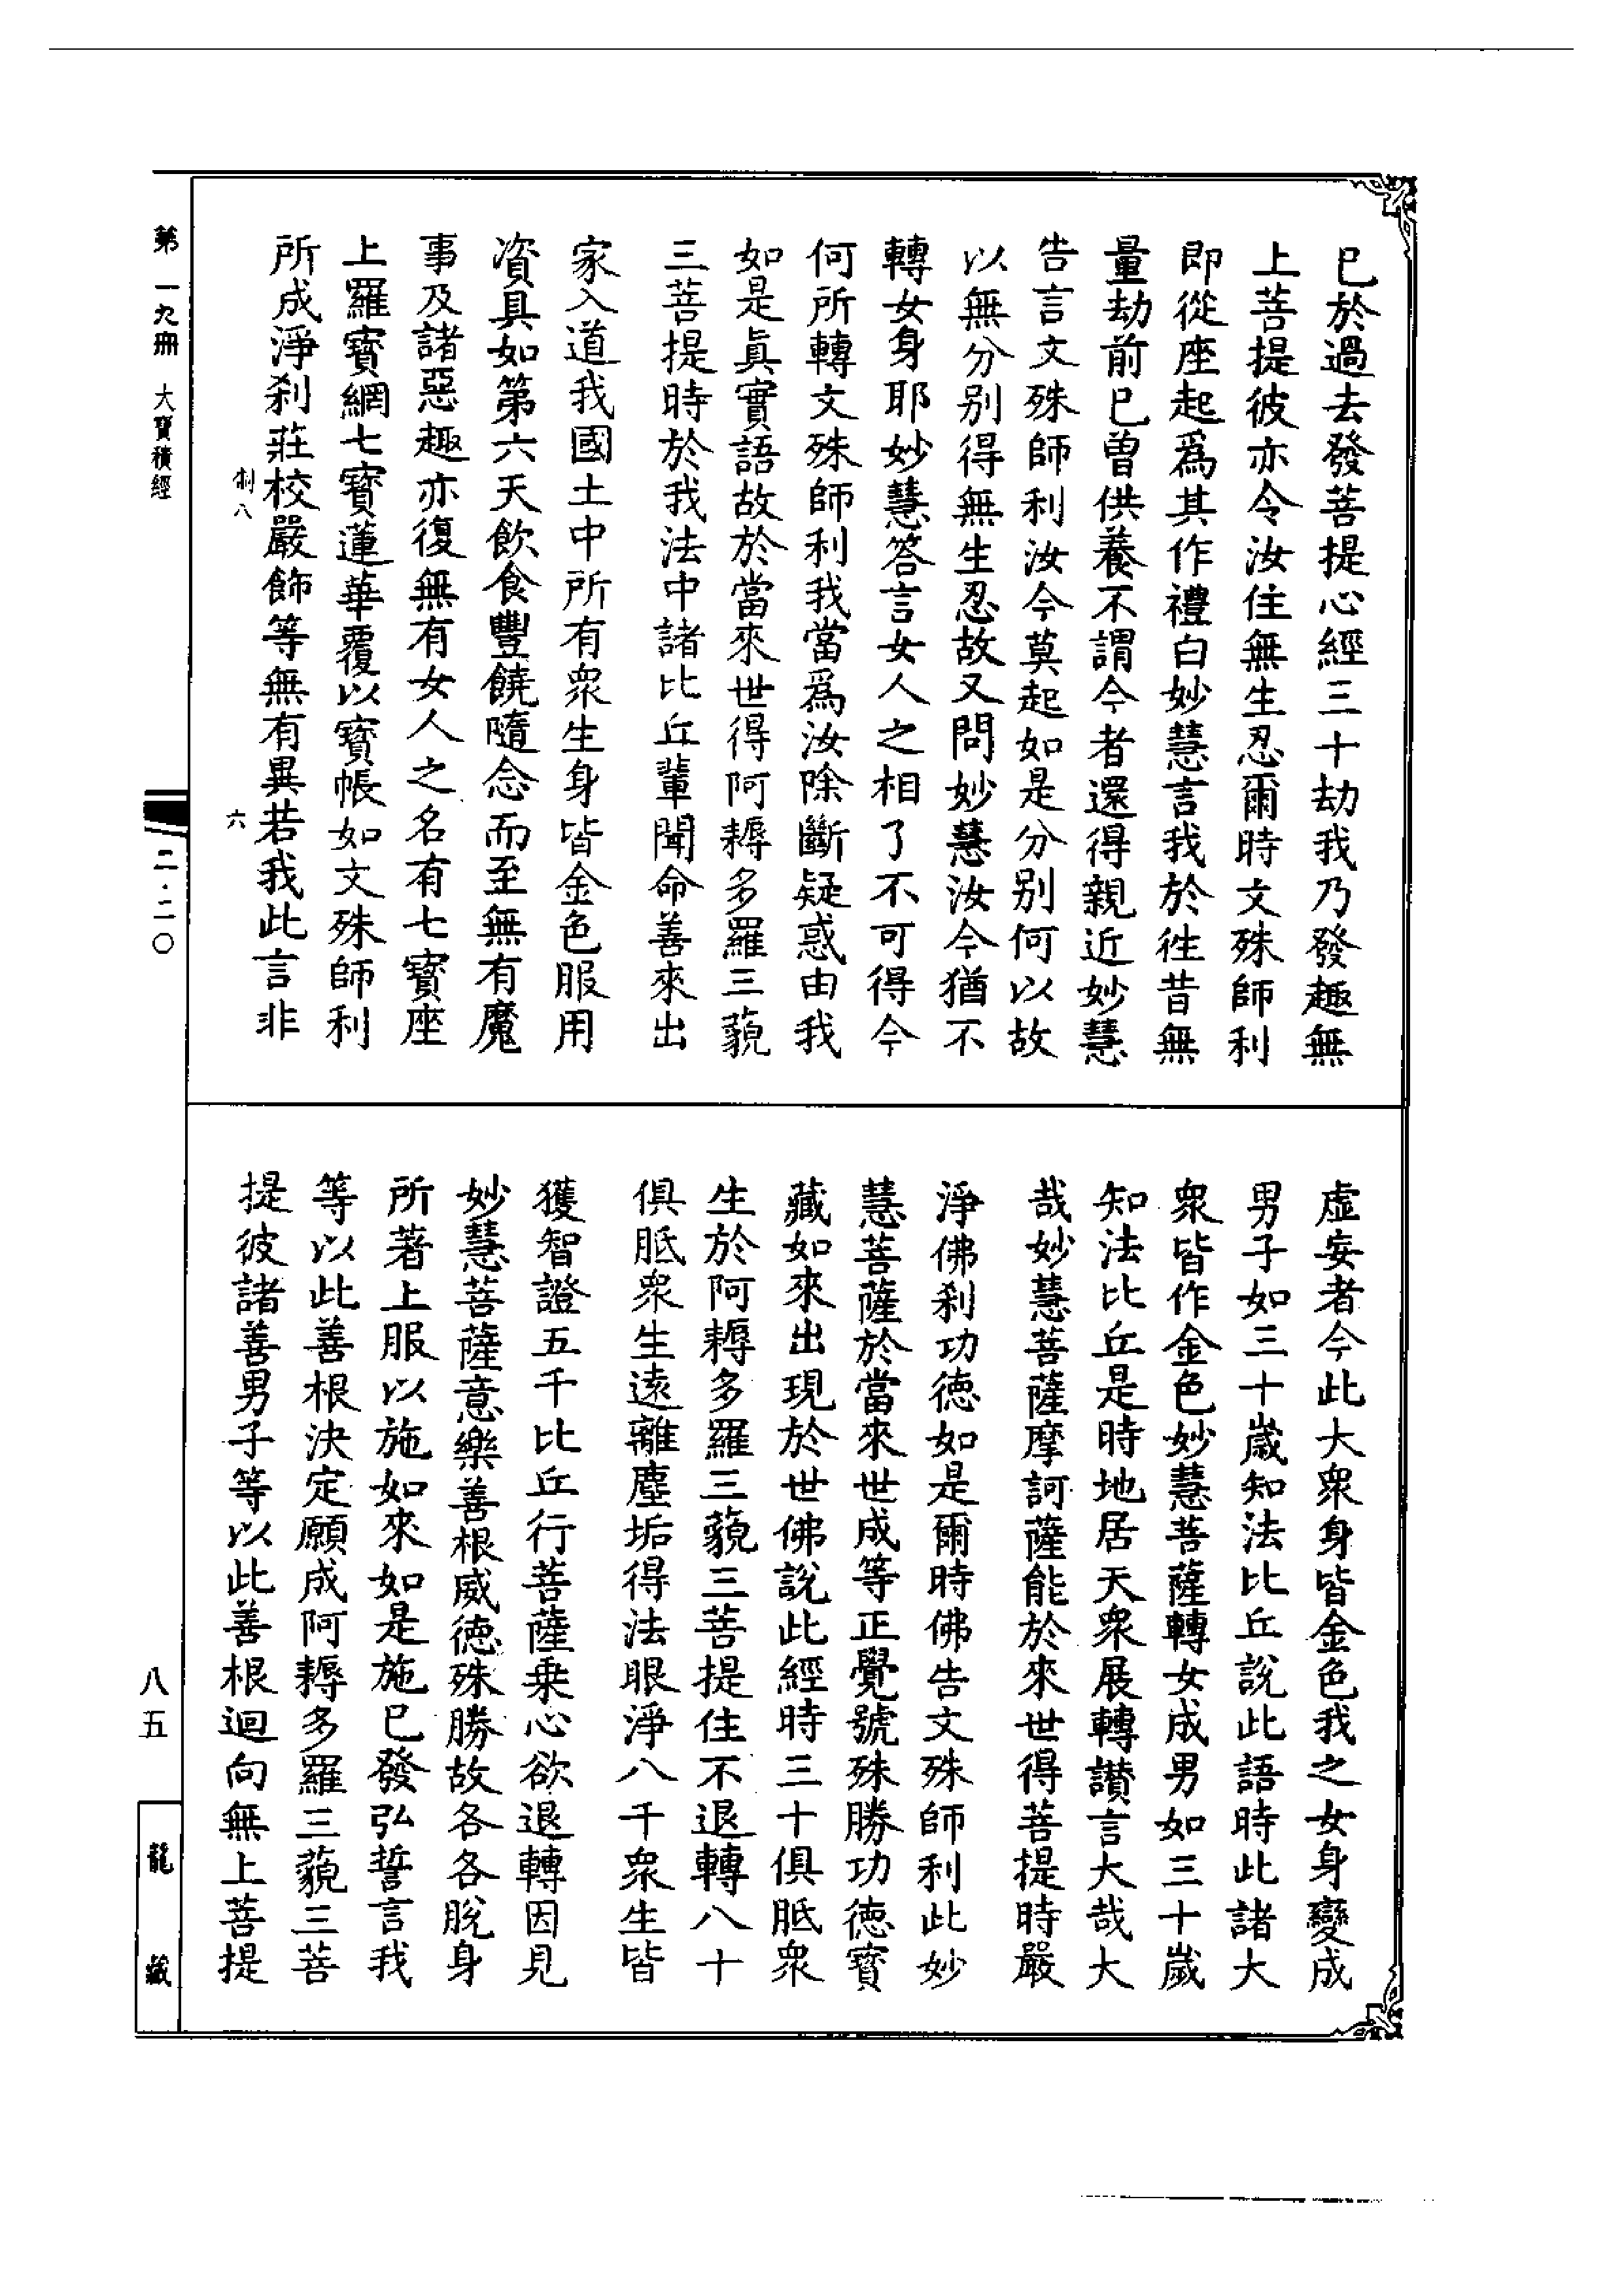 已於過去發菩提心經三十劫我乃發趣無
上菩提彼亦令汝住無生忍爾時文殊師利
即從座起爲其作禮白妙慧言我於徃昔無
量劫前已曽供養不謂今者還得親近妙慧
告言文殊師利汝今莫起如是分别何以故
以無分别得無生忍故又問妙慧汝今猶不
轉女身耶妙慧答言女人之相了不可得今
何所轉文殊師利我當爲汝除斷疑惑由我
如是眞實語故於當來世得阿耨多羅三藐
三菩提時於我法中諸比丘輩聞命善來出
家入道我國土中所有衆生身皆金色服用
資具如第六天飲食豐饒隨念而至無有魔
事及諸惡趣亦復無有女人之名有七寶座
上羅寶網七寶蓮華覆以寶帳如文殊師利
所成淨刹莊校嚴飾等無有異若我此言非
虛妄者今此大衆身皆金色我之女身變成
男子如三十歲知法比丘說此語時此諸大
衆皆作金色妙慧菩薩轉女成男如三十歲
知法比丘是時地居天衆展轉讃言大哉大
哉妙慧菩薩摩訶薩能於來世得菩提時嚴
淨佛刹功德如是爾時佛告文殊師利此妙
慧菩薩於當來世成等正覺號殊勝功德寶
藏如來出現於世佛說此經時三十俱胝衆
生於阿耨多羅三藐三菩提住不退轉八十
俱胝衆生遠離塵垢得法眼淨八千衆生皆
獲智證五千比丘行菩薩乗心欲退轉因見
妙慧菩薩意樂善根威德殊勝故各各脫身
所著上服以施如來如是施已發弘誓言我
等以此善根決定願成阿耨多羅三藐三菩
提彼諸善男子等以此善根迴向無上菩提
第一九冊 大寶積經
制八
六
二·二〇
八五
龍藏